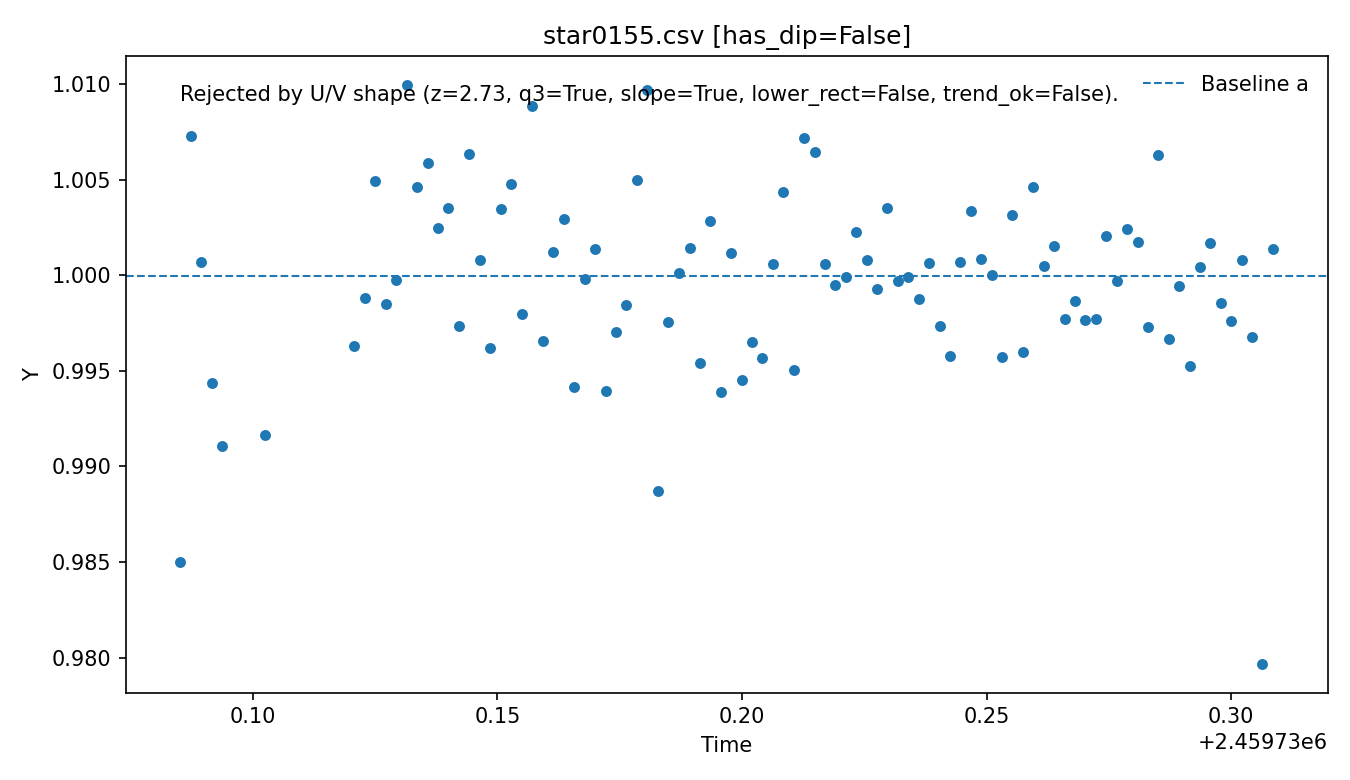 star0155.csv [has_dip=False]
Rejected by U/V shape (z=2.73, q3=True, slope=True, lower_rect=False, trend_ok=False).
Baseline a
1.010
1.005
1.000
0.995
0.990
0.985
0.980
Y
0.10 0.15 0.20 0.25 0.30
+2.45973e6
Time